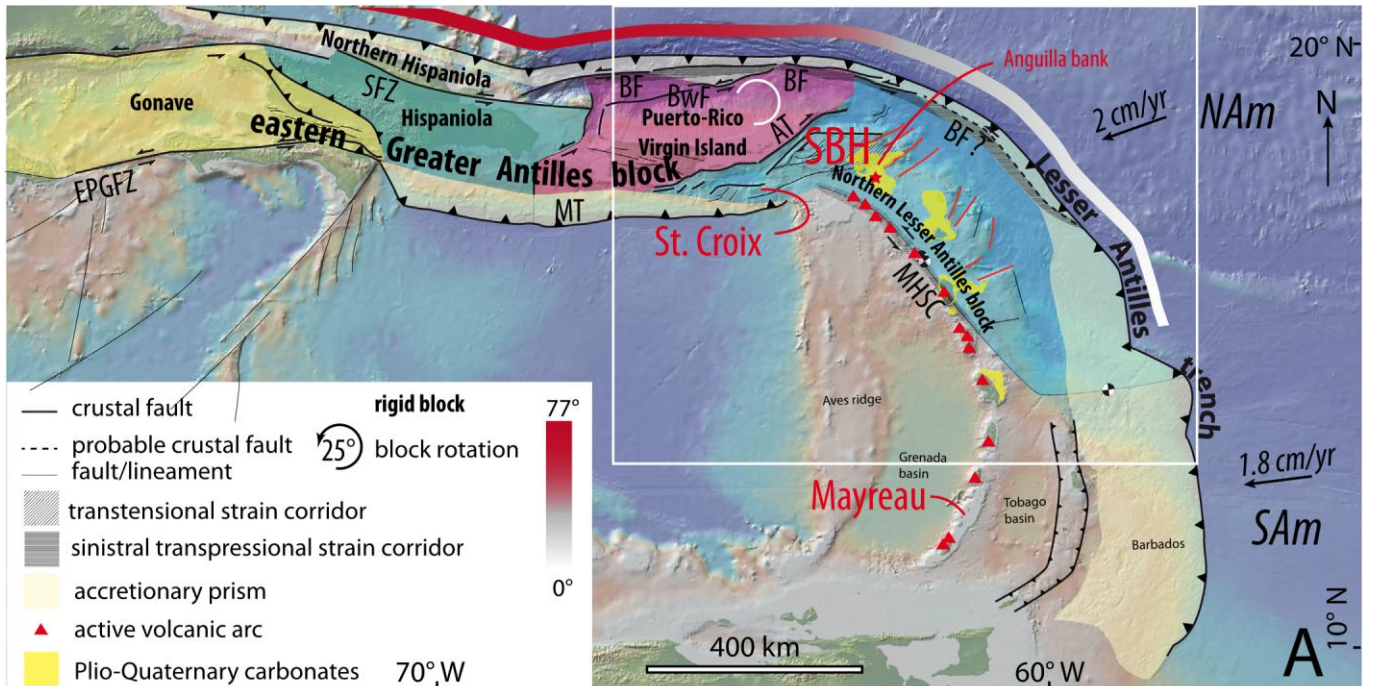 Northern Hispaniola
Gonave
SFZ
Hispaniola
eastern
Greater Antilles block
EPGFZ
MT
BF
BwF
BF
Puerto-Rico
Virgin Island
AT
SBH
Anguilla bank
St. Croix
Northern Lesser Antilles block
MHSC
BF ?
Lesser Antilles trench
2 cm/yr
NAm
20° N
N
Aves ridge
Grenada
basin
Mayreau
Tobago
basin
Barbados
1.8 cm/yr
SAm
10° N
A
400 km
70° W
60° W
crustal fault
probable crustal fault
fault/lineament
transtensional strain corridor
sinistral transpressional strain corridor
accretionary prism
active volcanic arc
Plio-Quaternary carbonates
rigid block
25°
block rotation
77°
0°